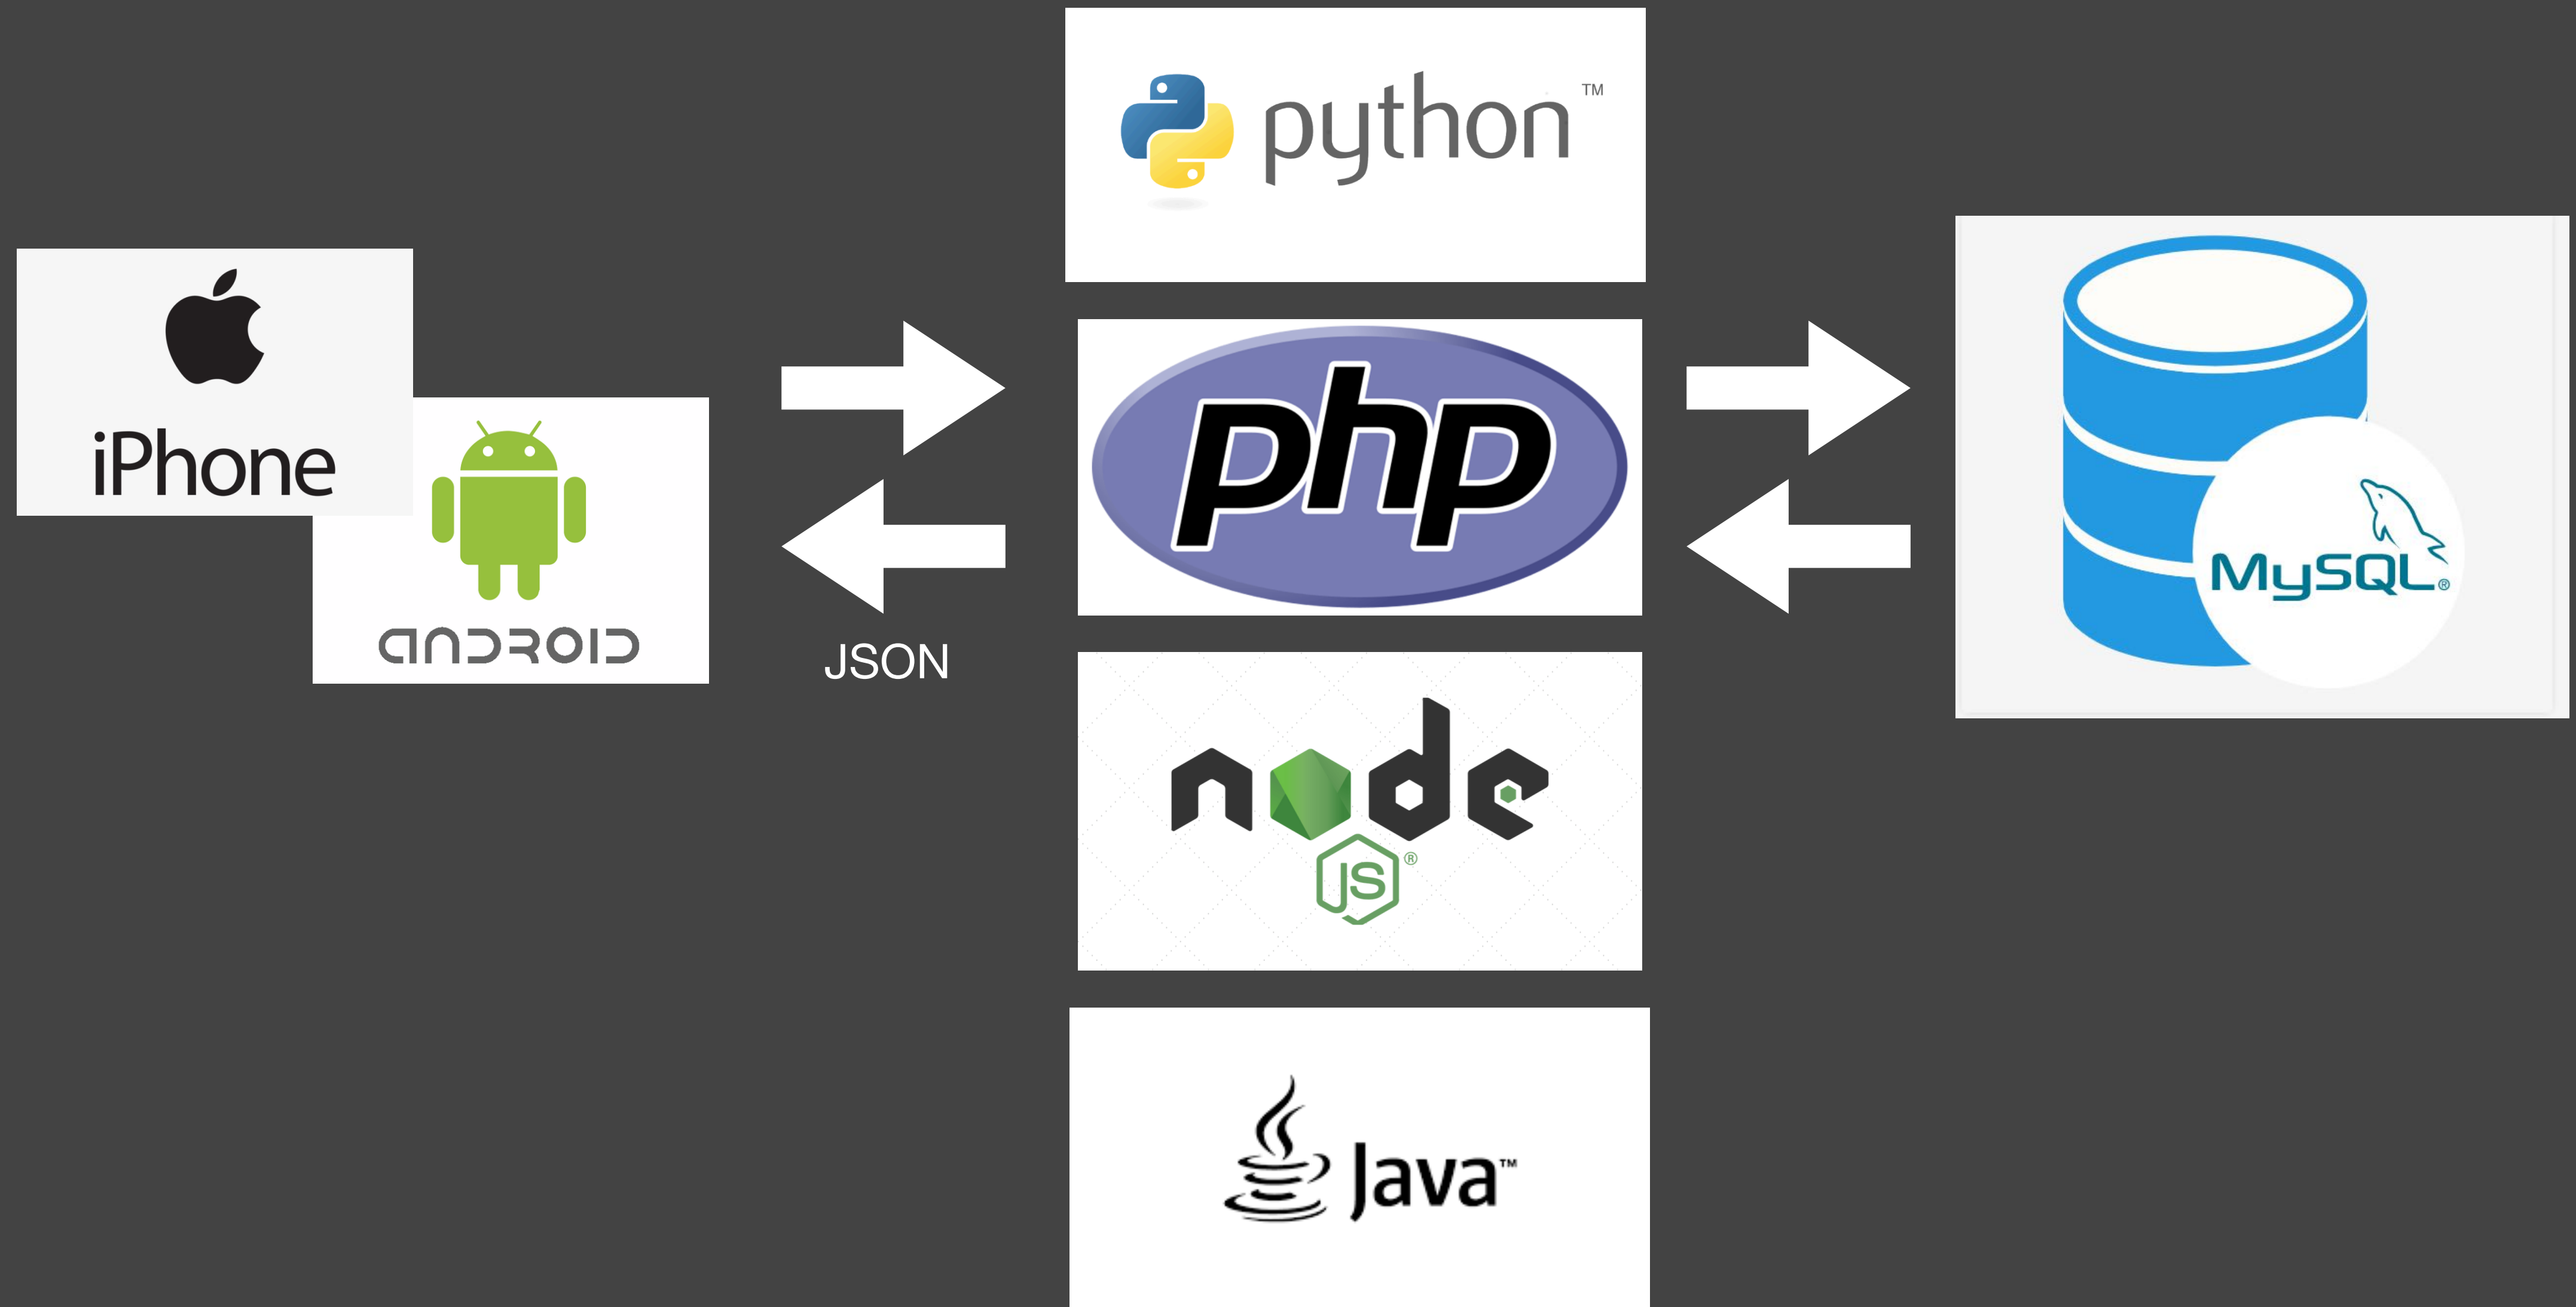 python™
iPhone
ANDROID
JSON
php
MySQL®
node
JS®
Java™